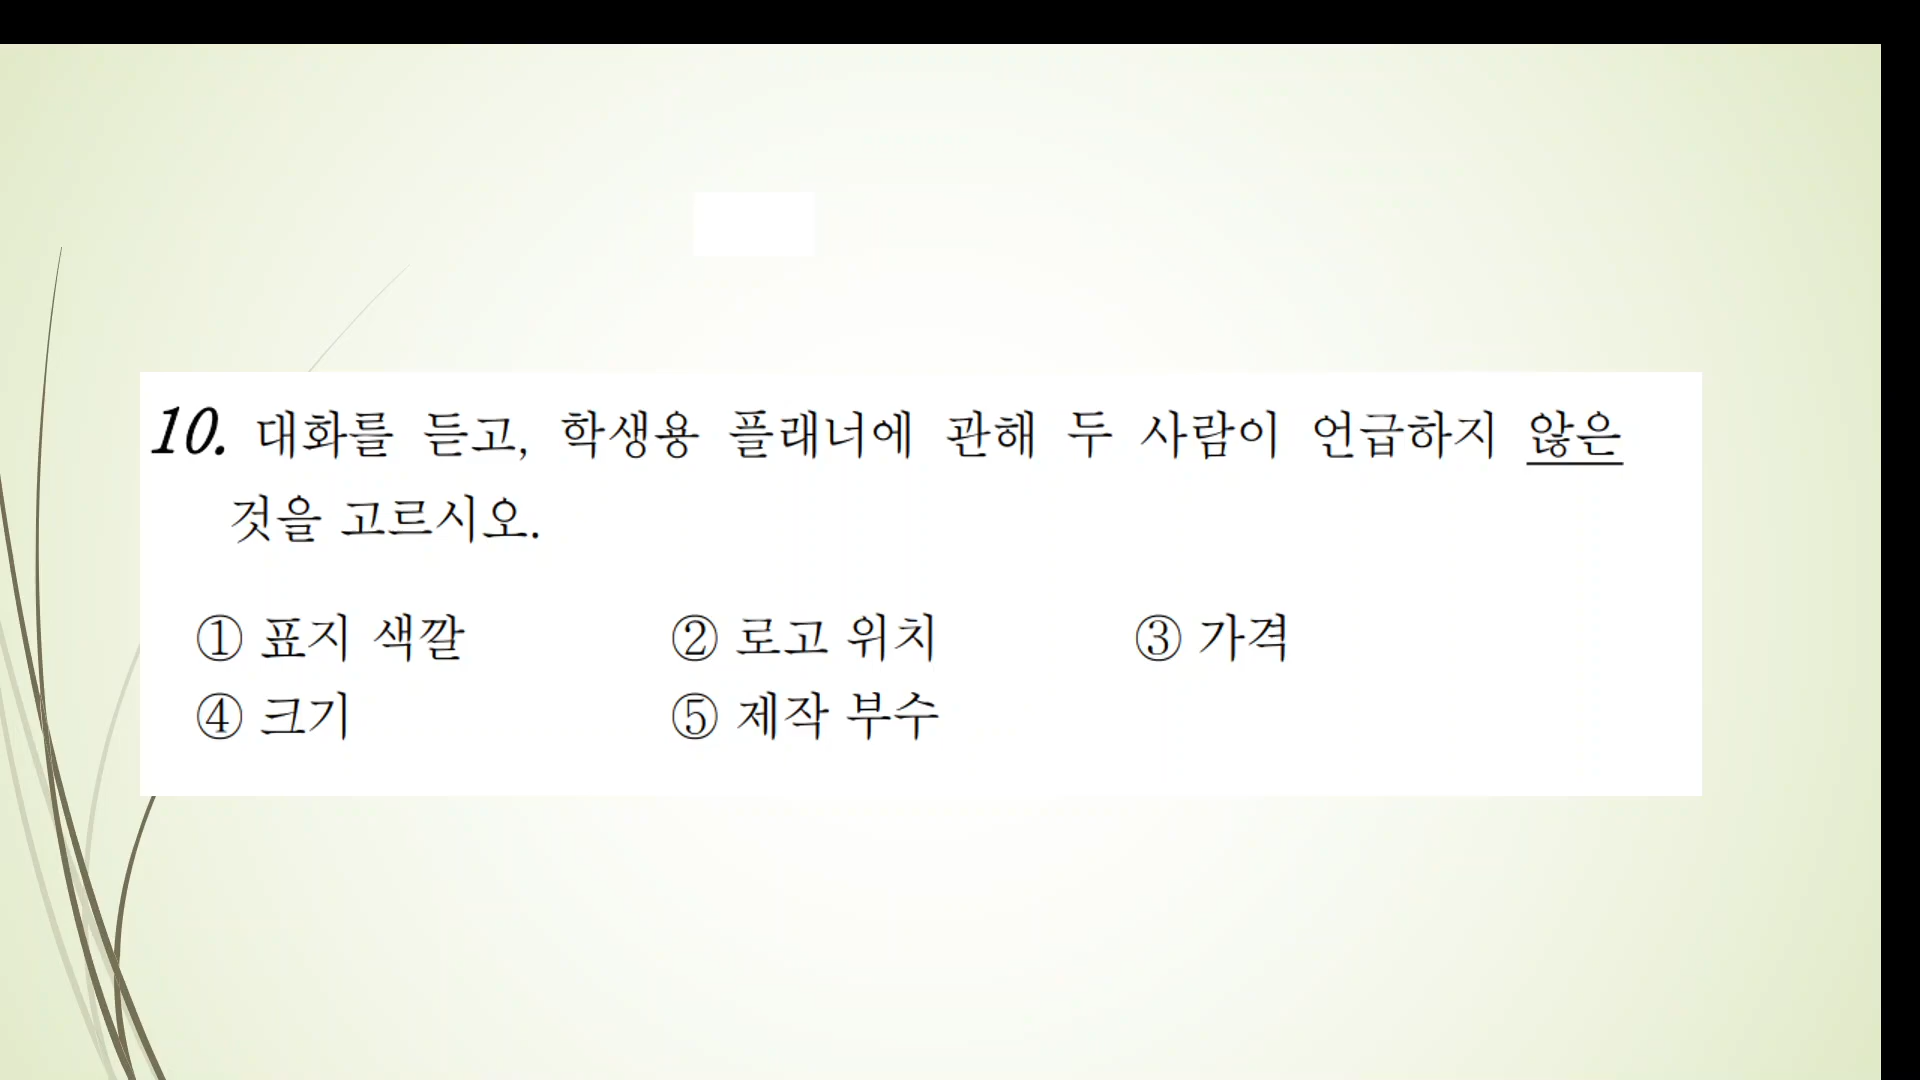 10. 대화를 듣고, 학생용 플래너에 관해 두 사람이 언급하지 않은
것을 고르시오.
① 표지 색깔 ② 로고 위치 ③ 가격
④ 크기 ⑤ 제작 부수